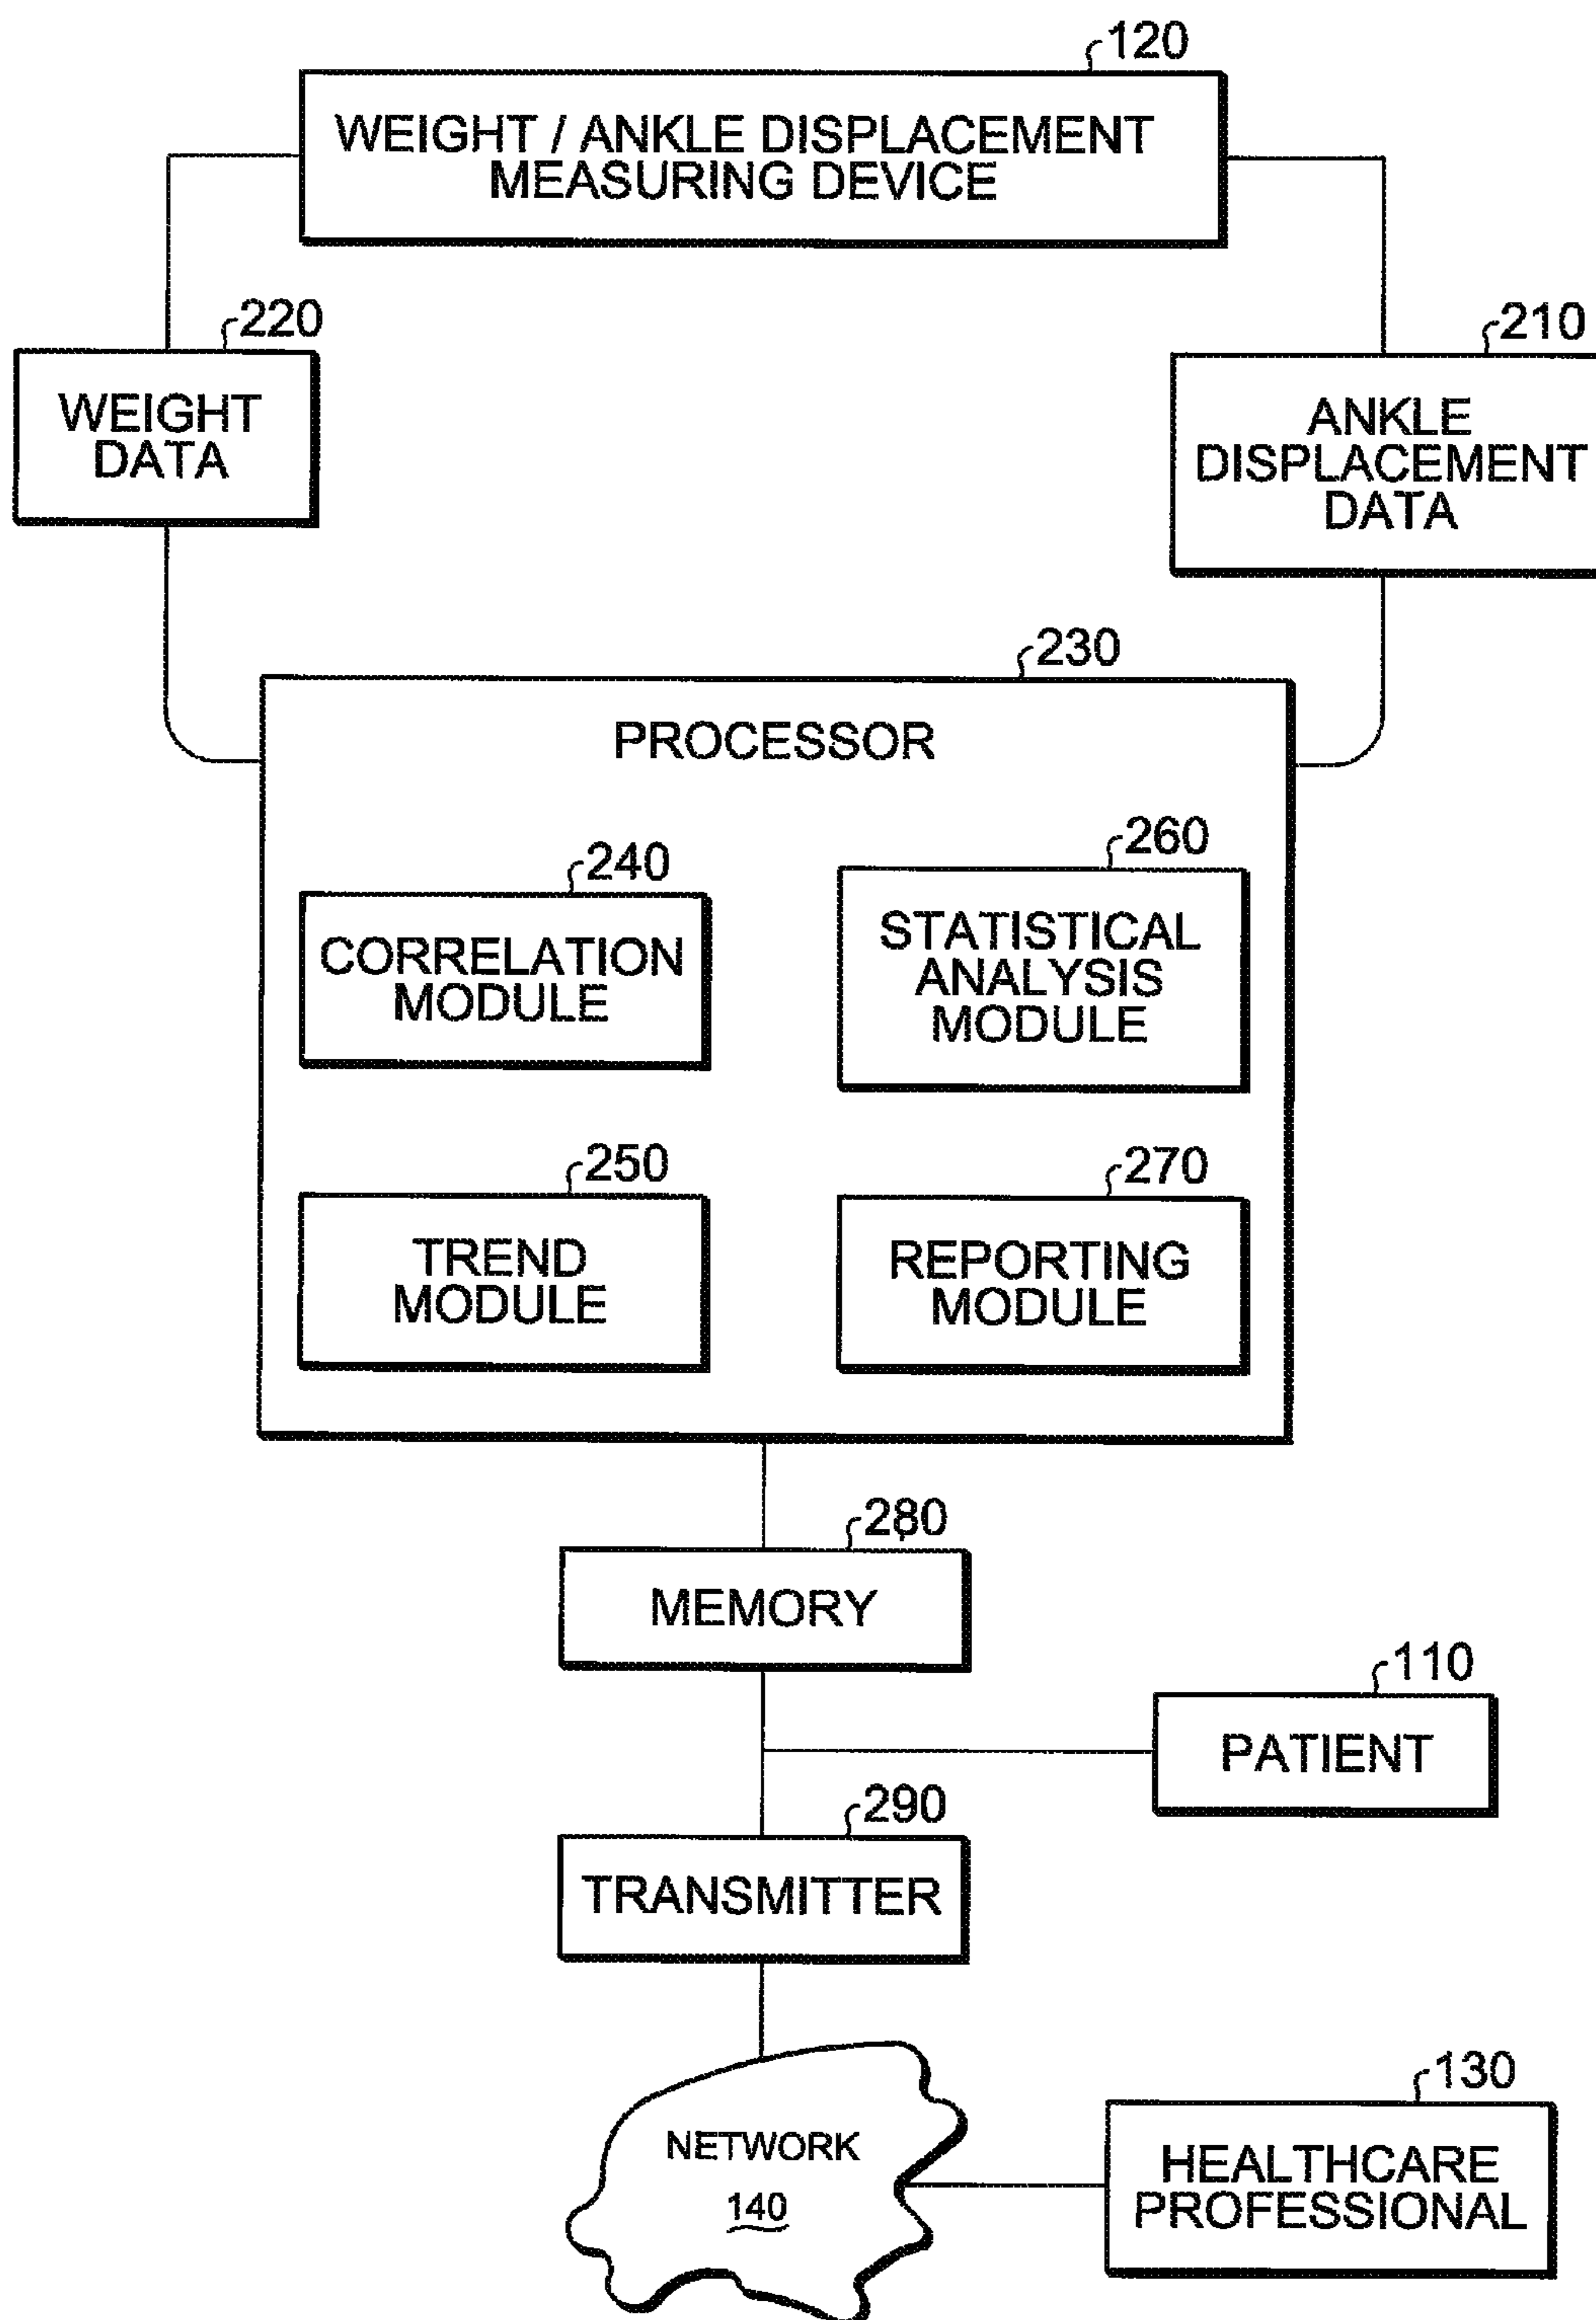 120
WEIGHT / ANKLE DISPLACEMENT
MEASURING DEVICE
220
WEIGHT
DATA
210
ANKLE
DISPLACEMENT
DATA
230
PROCESSOR
240
CORRELATION
MODULE
260
STATISTICAL
ANALYSIS
MODULE
250
TREND
MODULE
270
REPORTING
MODULE
280
MEMORY
110
PATIENT
290
TRANSMITTER
NETWORK
140
130
HEALTHCARE
PROFESSIONAL